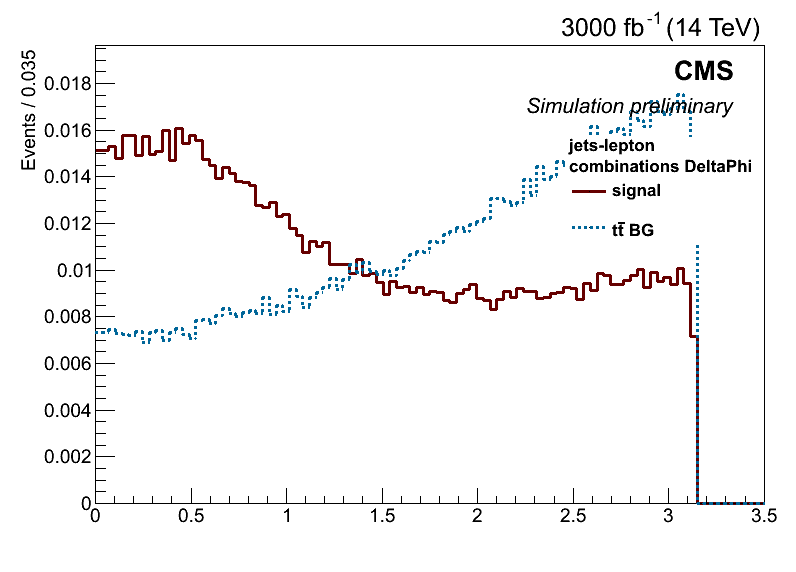 3000 fb-1 (14 TeV)
Events / 0.035
CMS
Simulation preliminary
jets-lepton
combinations DeltaPhi
signal
tt̄ BG
0.018
0.016
0.014
0.012
0.01
0.008
0.006
0.004
0.002
0
0 0.5 1 1.5 2 2.5 3 3.5